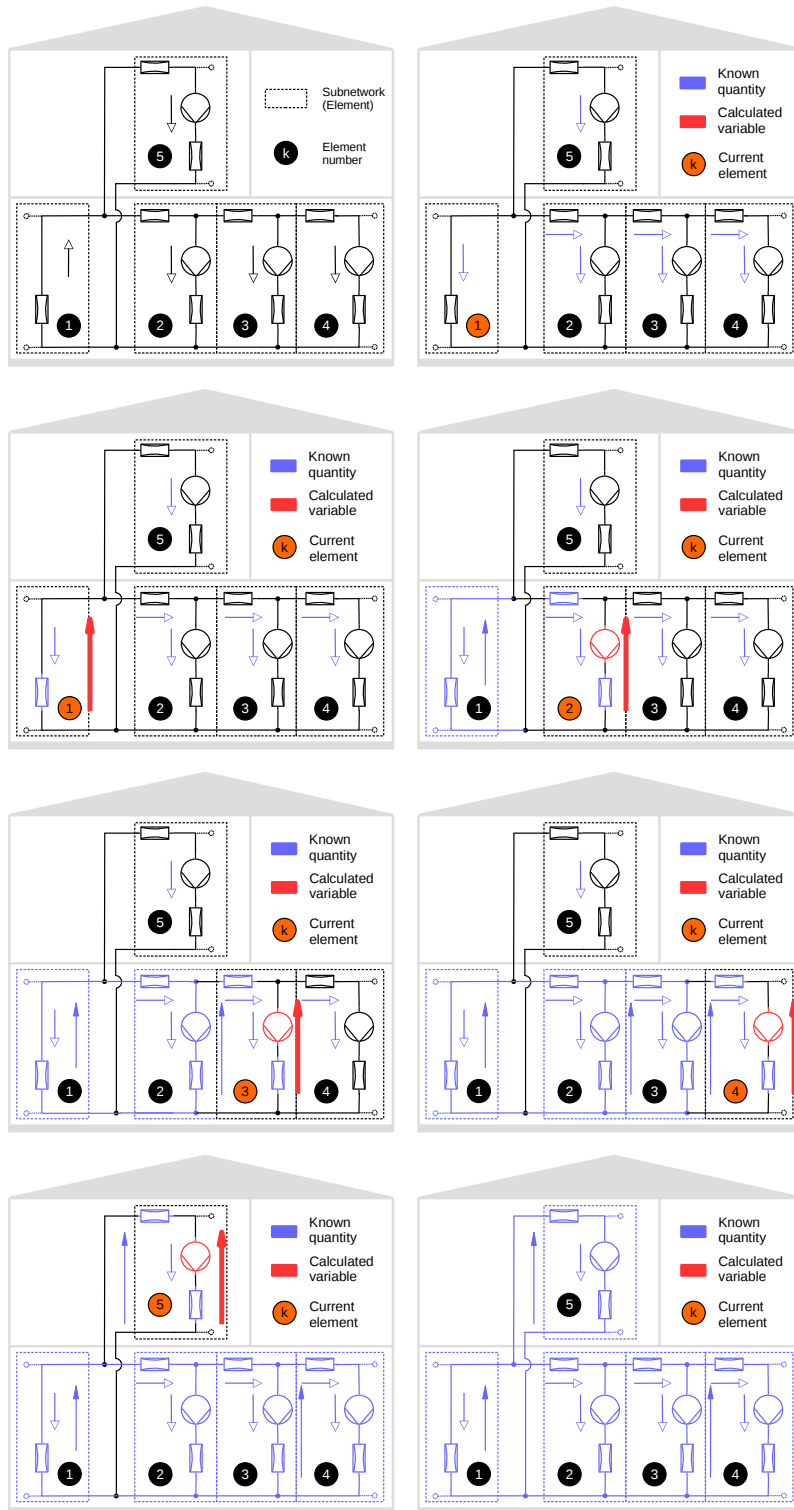 Subnetwork
(Element)
5
k
Element
number
1
2
3
4
Known
quantity
Calculated
variable
5
k
Current
element
1
2
3
4
Known
quantity
Calculated
variable
5
k
Current
element
1
2
3
4
Known
quantity
Calculated
variable
5
k
Current
element
1
2
3
4
Known
quantity
Calculated
variable
5
k
Current
element
1
2
3
4
Known
quantity
Calculated
variable
5
k
Current
element
1
2
3
4
Known
quantity
Calculated
variable
5
k
Current
element
1
2
3
4
Known
quantity
Calculated
variable
5
k
Current
element
1
2
3
4